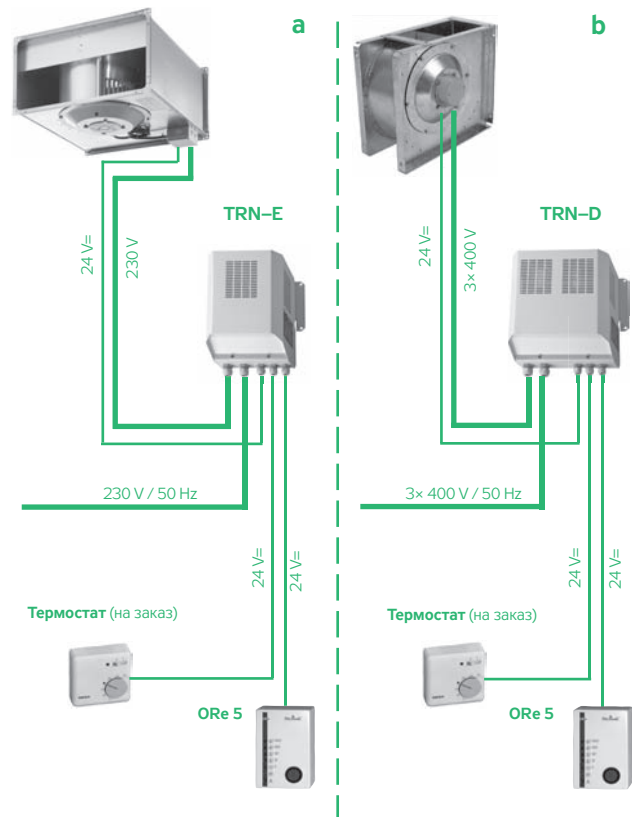 a
TRN–E
24 V=
230 V
230 V / 50 Hz
24 V=
24 V=
Термостат (на заказ)
ORe 5
b
TRN–D
24 V=
3× 400 V
3× 400 V / 50 Hz
24 V=
24 V=
Термостат (на заказ)
ORe 5